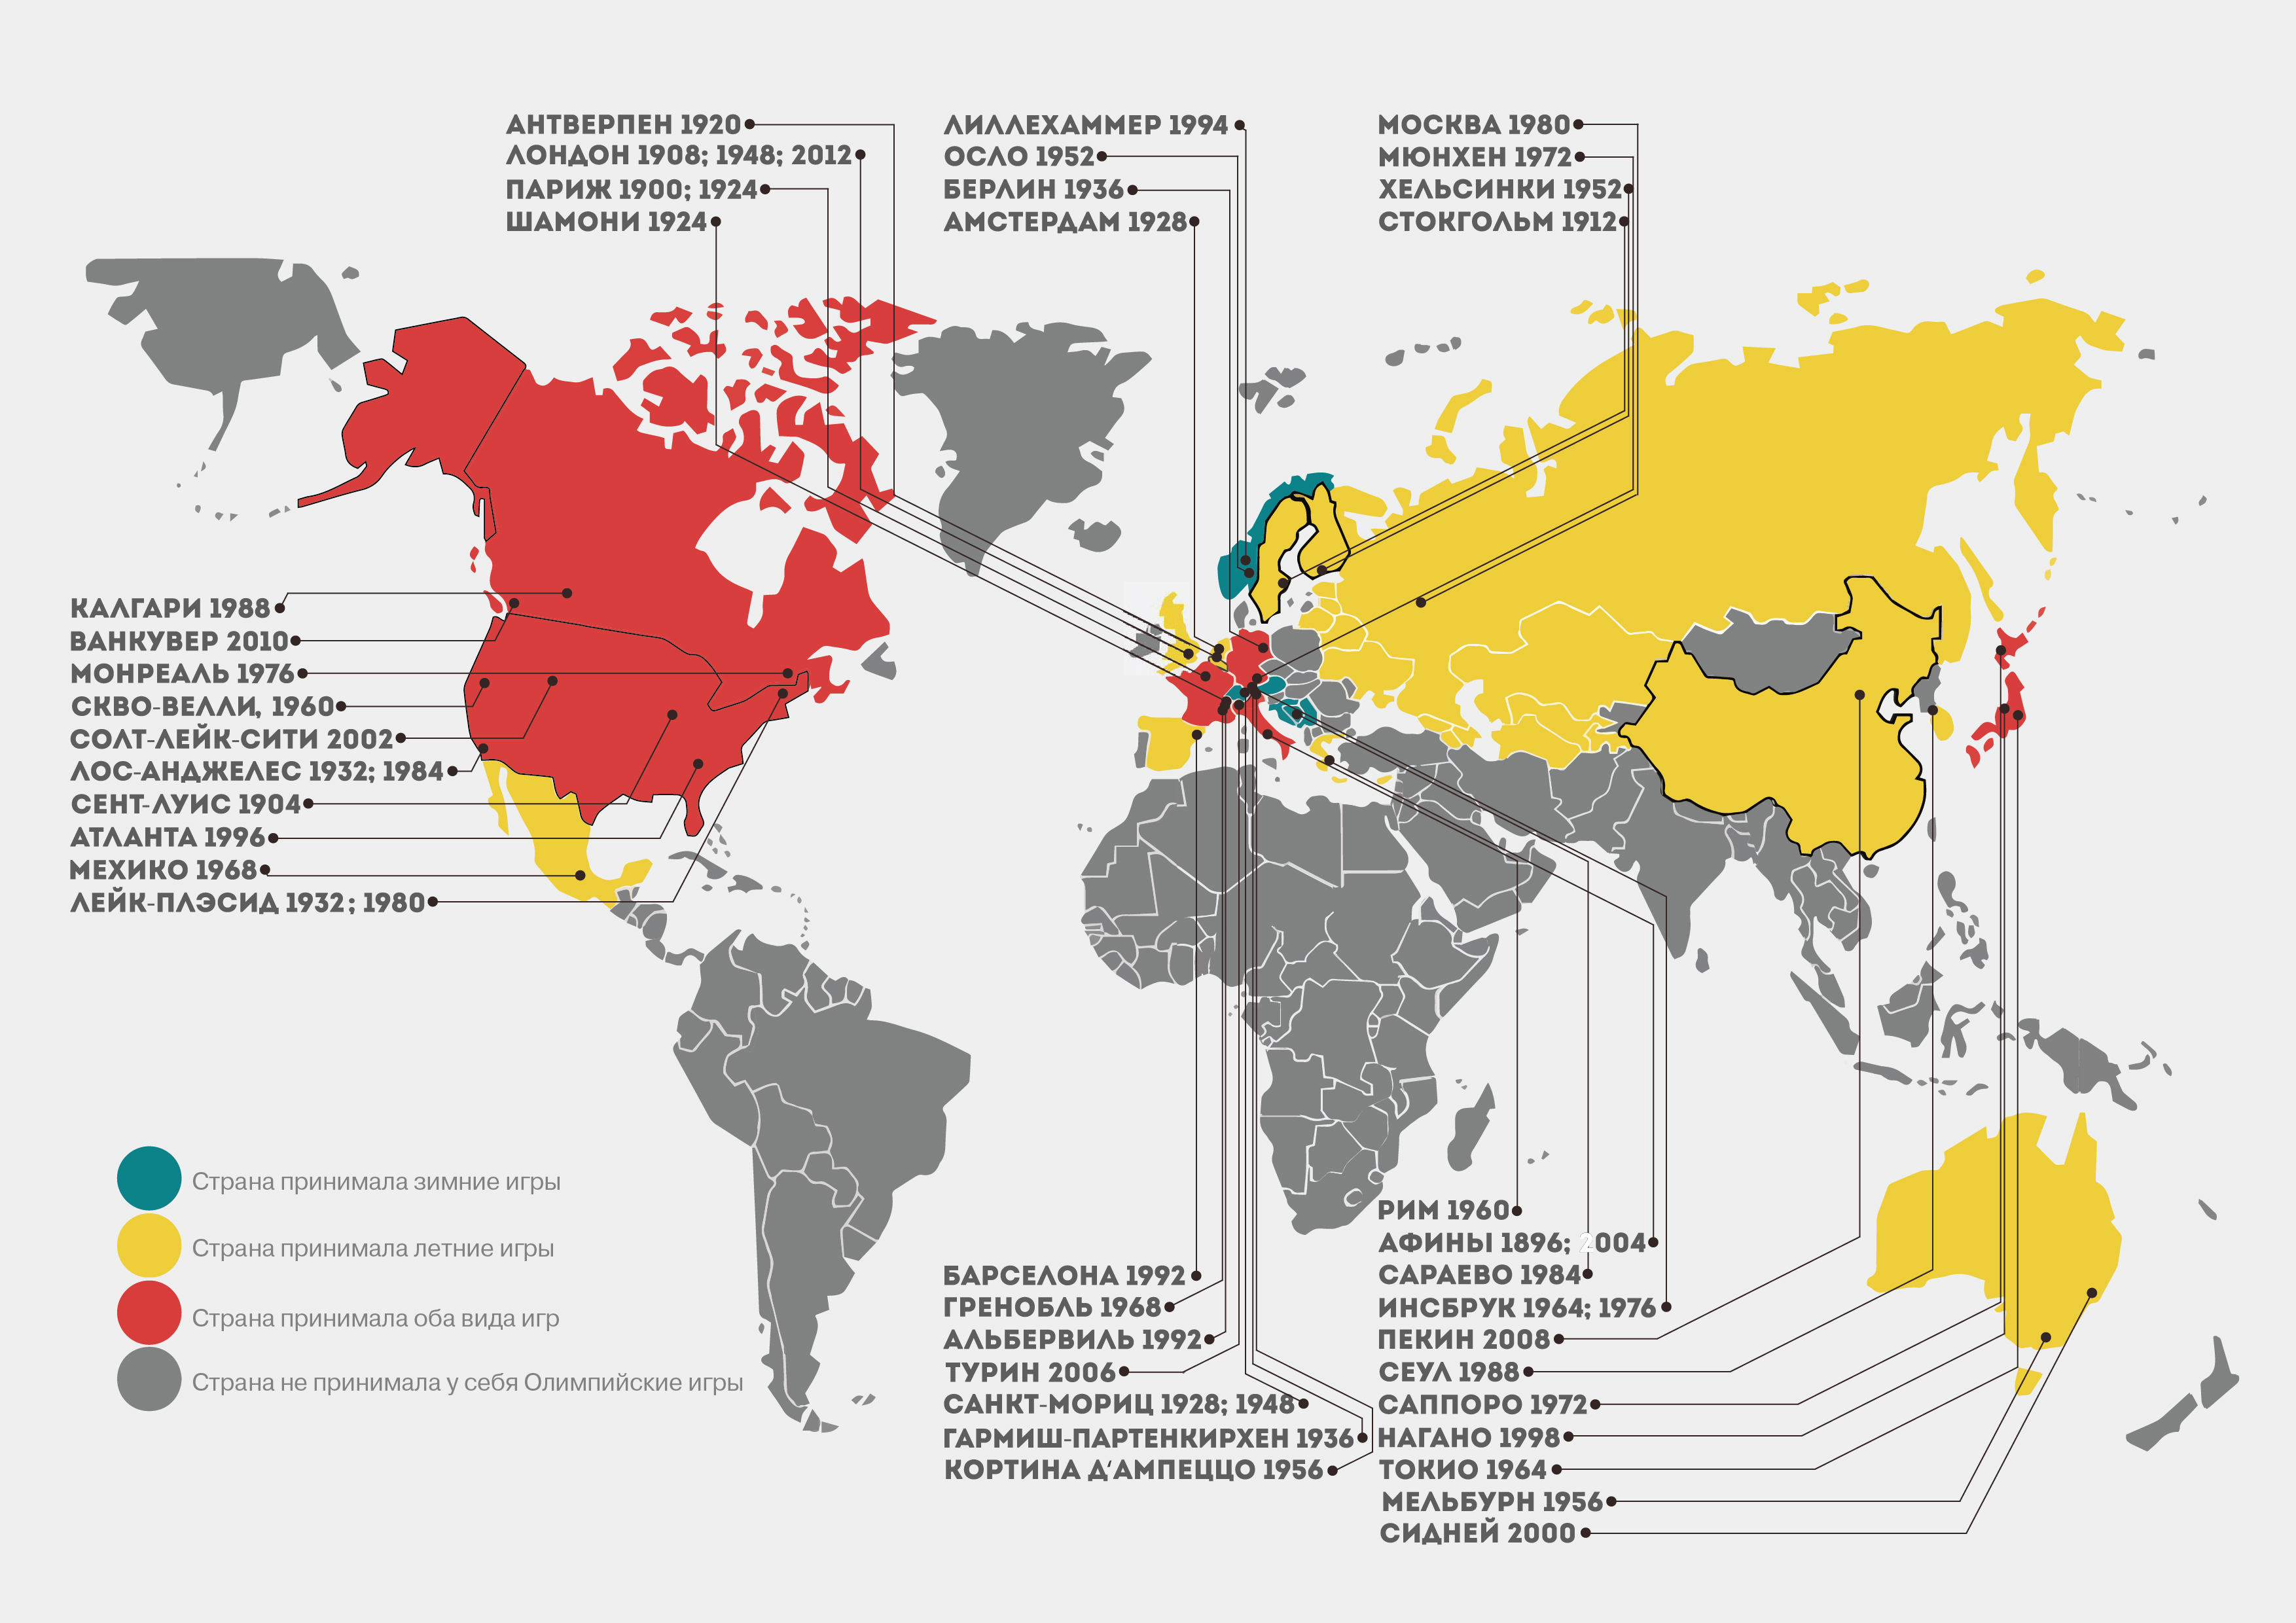 АНТВЕРПЕН 1920
ЛОНДОН 1908; 1948; 2012
ПАРИЖ 1900; 1924
ШАМОНИ 1924
ЛИЛЛЕХАММЕР 1994
ОСЛО 1952
БЕРЛИН 1936
АМСТЕРДАМ 1928
МОСКВА 1980
МЮНХЕН 1972
ХЕЛЬСИНКИ 1952
СТОКГОЛЬМ 1912
КАЛГАРИ 1988
ВАНКУВЕР 2010
МОНРЕАЛЬ 1976
СКВО-ВЕЛЛИ, 1960
СОЛТ-ЛЕЙК-СИТИ 2002
ЛОС-АНДЖЕЛЕС 1932; 1984
СЕНТ-ЛУИС 1904
АТЛАНТА 1996
МЕХИКО 1968
ЛЕЙК-ПЛЭСИД 1932; 1980
Страна принимала зимние игры
Страна принимала летние игры
Страна принимала оба вида игр
Страна не принимала у себя Олимпийские игры
БАРСЕЛОНА 1992
ГРЕНОБЛЬ 1968
АЛЬБЕРВИЛЬ 1992
ТУРИН 2006
САНКТ-МОРИЦ 1928; 1948
ГАРМИШ-ПАРТЕНКИРХЕН 1936
КОРТИНА Д‘АМПЕЦЦО 1956
РИМ 1960
АФИНЫ 1896; 2004
САРАЕВО 1984
ИНСБРУК 1964; 1976
ПЕКИН 2008
СЕУЛ 1988
САППОРО 1972
НАГАНО 1998
ТОКИО 1964
МЕЛЬБУРН 1956
СИДНЕЙ 2000